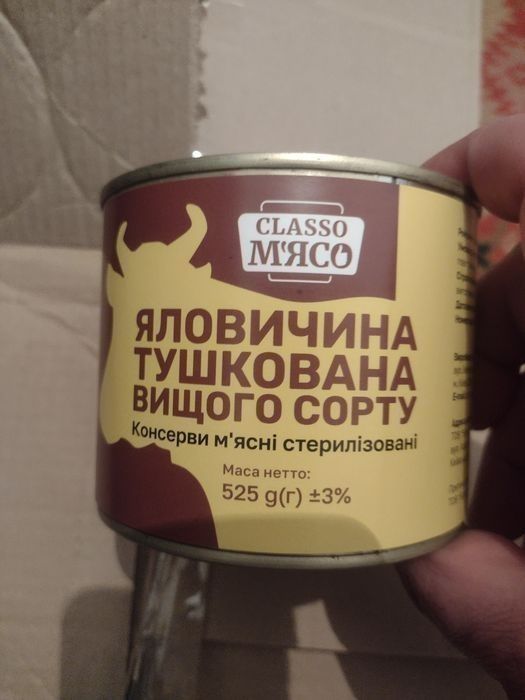 CLASSO
М'ЯСО
ЯЛОВИЧИНА
ТУШКОВАНА
ВИЩОГО СОРТУ
Консерви м'ясні стерилізовані
Маса нетто:
525 g(г) ±3%